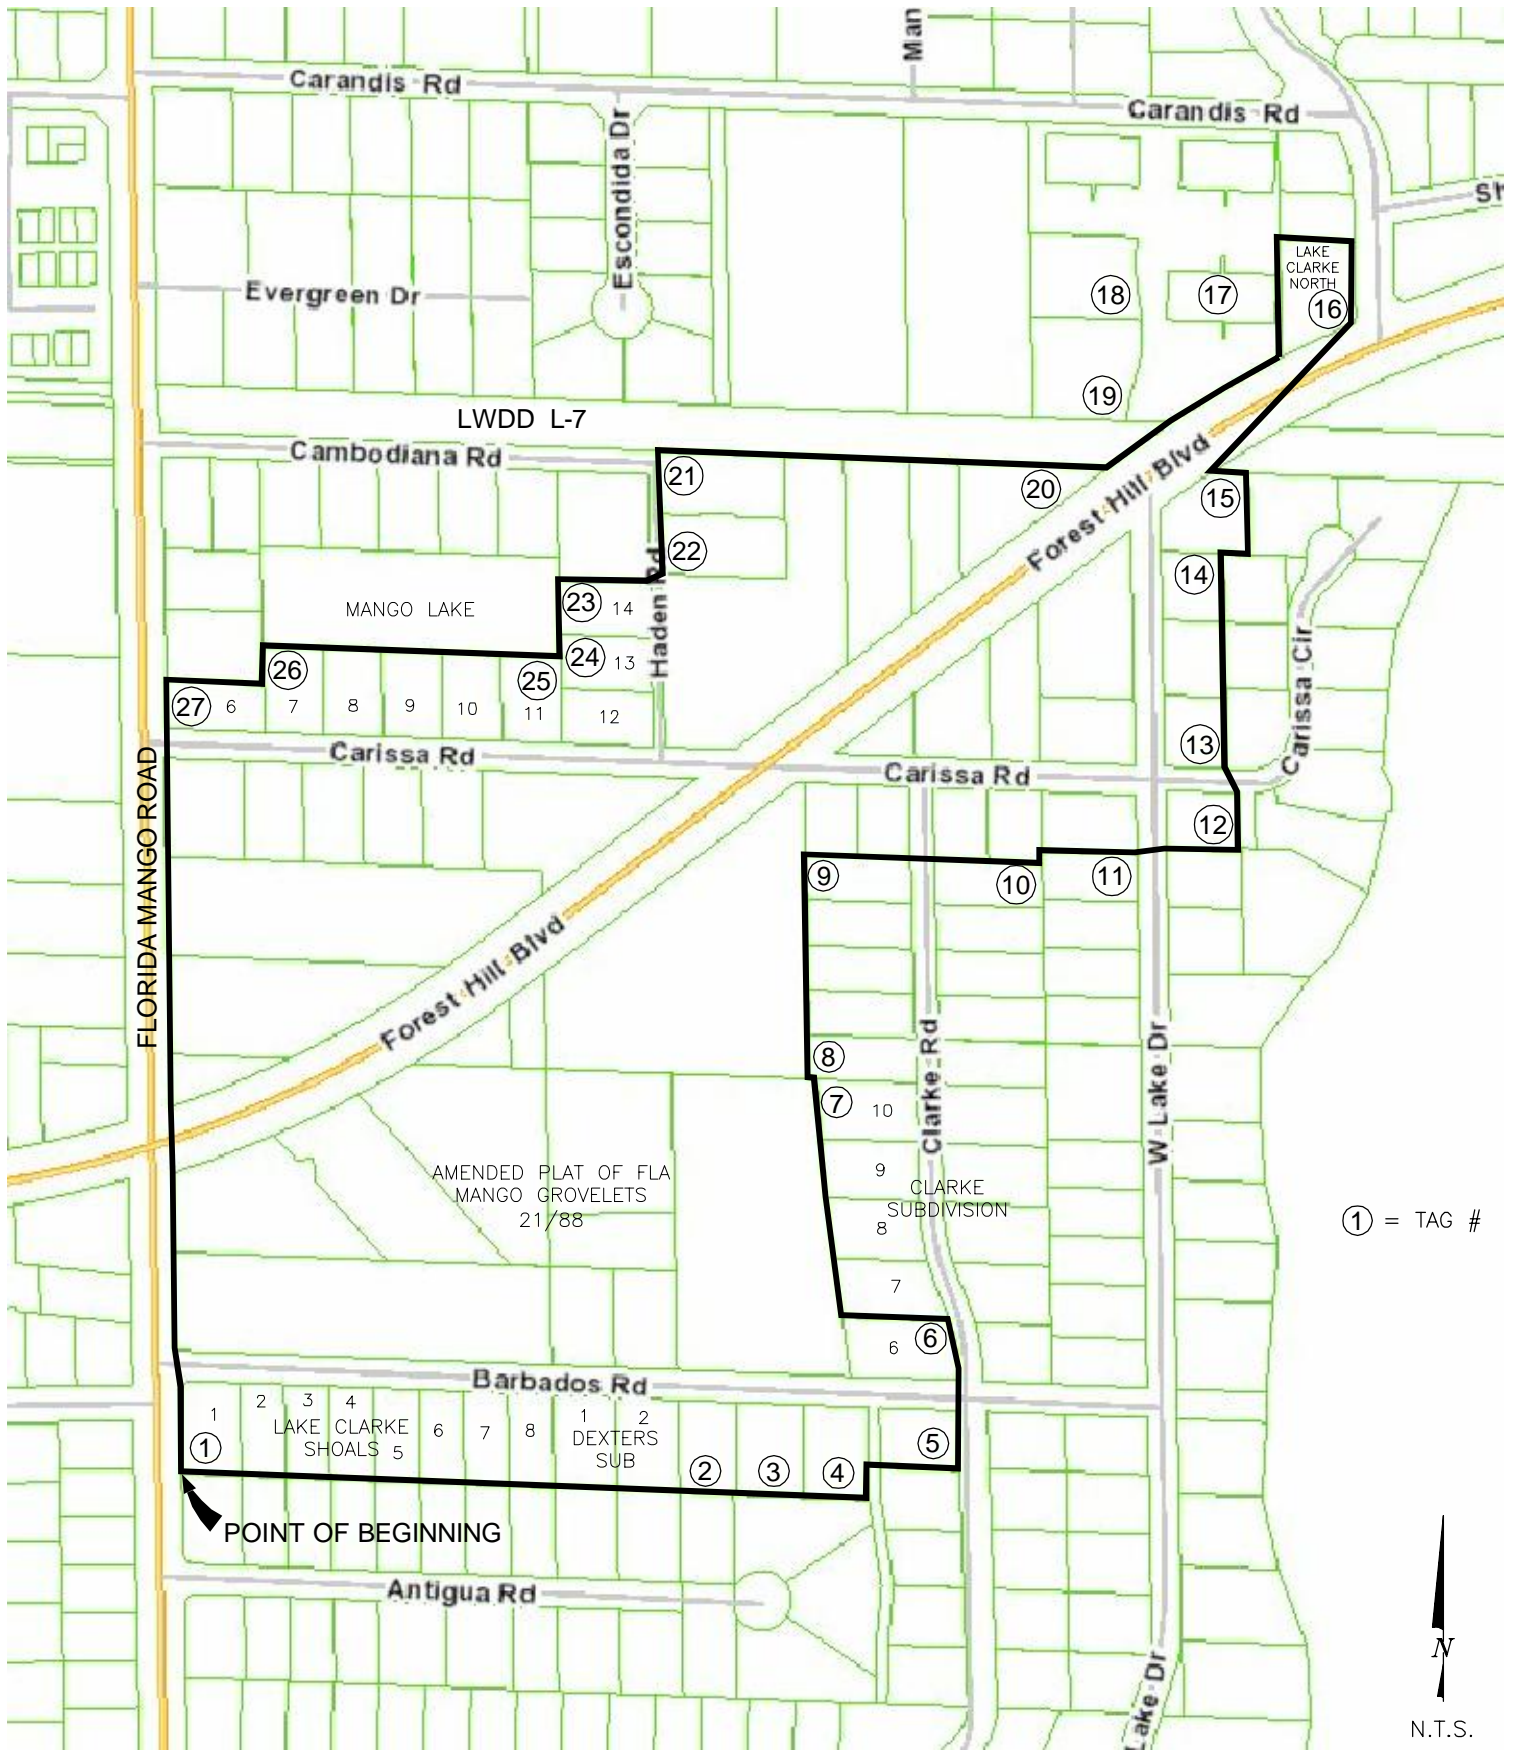 Man
Carandis Rd
Carandis Rd
Escondida Dr
Sh
Evergreen Dr
LAKE
CLARKE
NORTH
18
17
16
19
LWDD L-7
Cambodiana Rd
21
20
15
Forest Hill Blvd
22
14
23
14
MANGO LAKE
Haden Rd
24
13
Carissa Cir
26
25
27
6
7
8
9
10
11
12
13
Carissa Rd
Carissa Rd
FLORIDA MANGO ROAD
12
9
10
11
Forest Hill Blvd
8
Clarke Rd
W Lake Dr
7
10
AMENDED PLAT OF FLA
MANGO GROVELETS
21/88
9
CLARKE
SUBDIVISION
8
1 = TAG #
7
6
6
Barbados Rd
1
2
3
4
LAKE CLARKE
SHOALS
5
6
7
8
1
2
DEXTERS
SUB
1
2
3
4
5
POINT OF BEGINNING
Antigua Rd
Lake Dr
N
N.T.S.